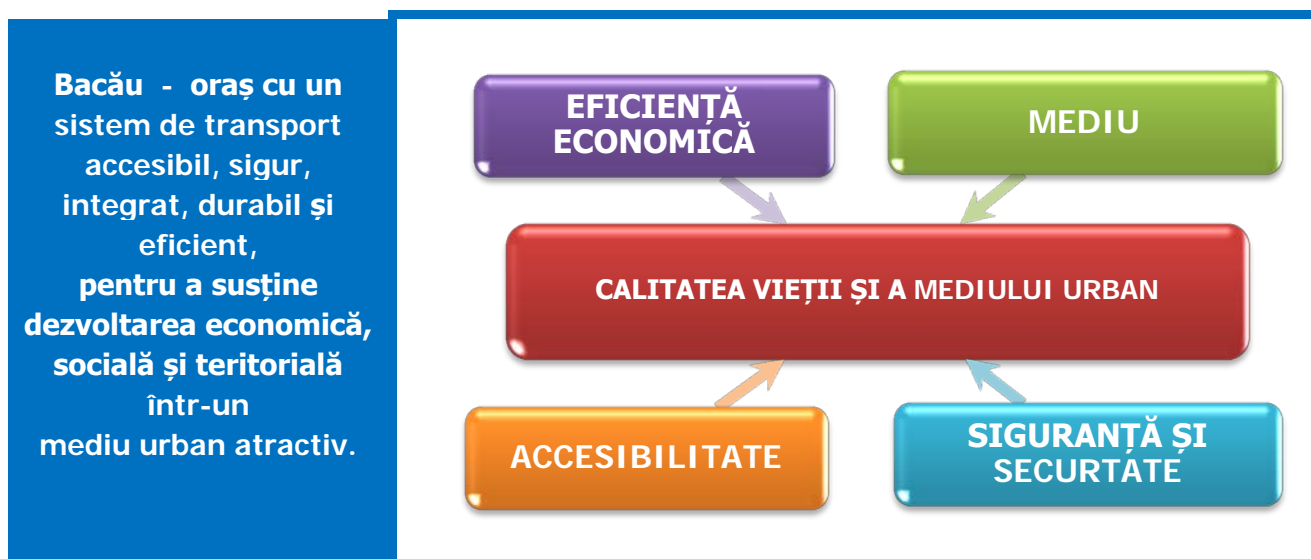 Bacău - oraș cu un
sistem de transport
accesibil, sigur,
integrat, durabil și
eficient,
pentru a susține
dezvoltarea economică,
socială și teritorială
într-un
mediu urban atractiv.
EFICIENȚĂ
ECONOMICĂ
MEDIU
CALITATEA VIEȚII ȘI A MEDIULUI URBAN
ACCESIBILITATE
SIGURANȚĂ ȘI
SECURTATE